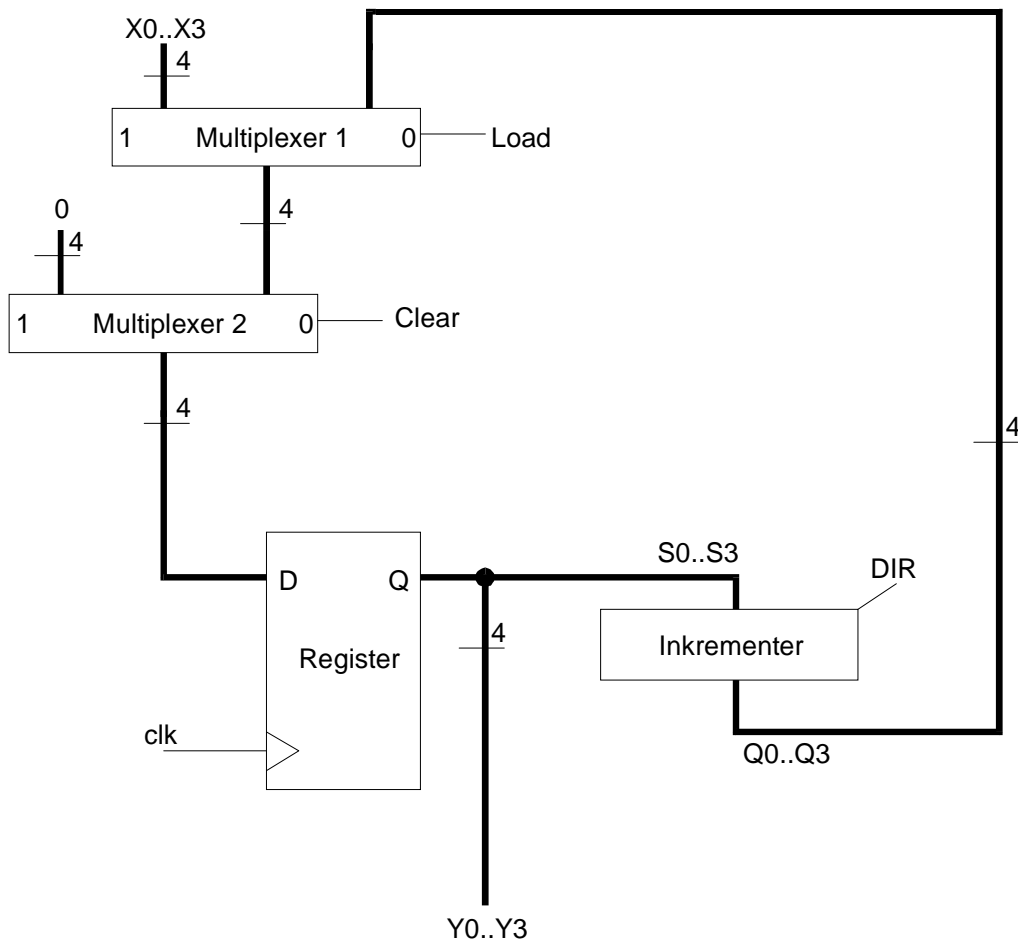 X0..X3
4
1 Multiplexer 1 0
Load
4
0
4
1 Multiplexer 2 0
Clear
4
4
S0..S3
DIR
D Q
4
Inkrementer
Register
clk
Q0..Q3
Y0..Y3